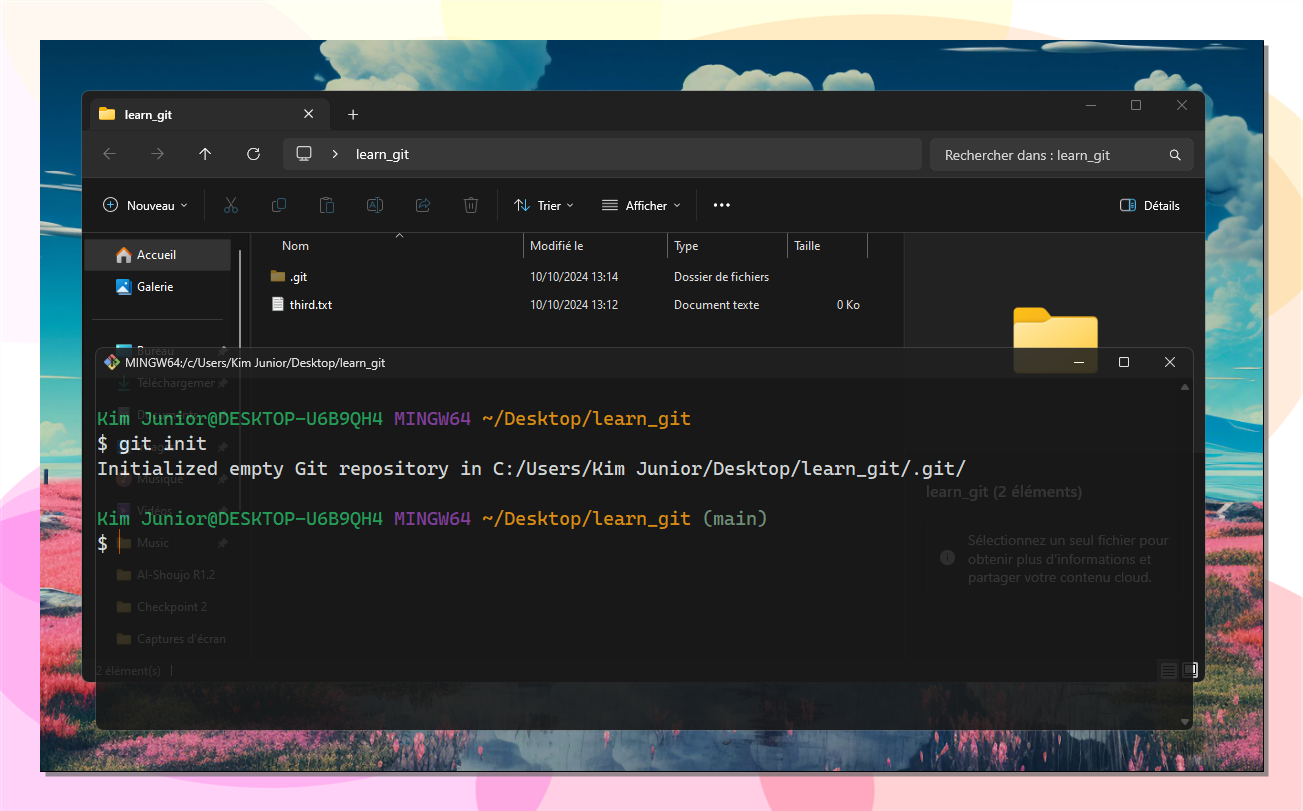 learn_git
learn_git
Rechercher dans : learn_git
Nouveau
Trier
Afficher
Détails
Accueil
Galerie
Nom Modifié le Type Taille
.git 10/10/2024 13:14 Dossier de fichiers
third.txt 10/10/2024 13:12 Document texte 0 Ko
Bureau
MINGW64:/c/Users/Kim Junior/Desktop/learn_git
Téléchargemer
Kim Junior@DESKTOP-U6B9QH4 MINGW64 ~/Desktop/learn_git
$ git init
Initialized empty Git repository in C:/Users/Kim Junior/Desktop/learn_git/.git/
Musique
learn_git (2 éléments)
Vidéos
Kim Junior@DESKTOP-U6B9QH4 MINGW64 ~/Desktop/learn_git (main)
$
Music
Sélectionnez un seul fichier pour
obtenir plus d'informations et
partager votre contenu cloud.
AI-Shoujo R1.2
Checkpoint 2
Captures d'écran
2 élément(s)